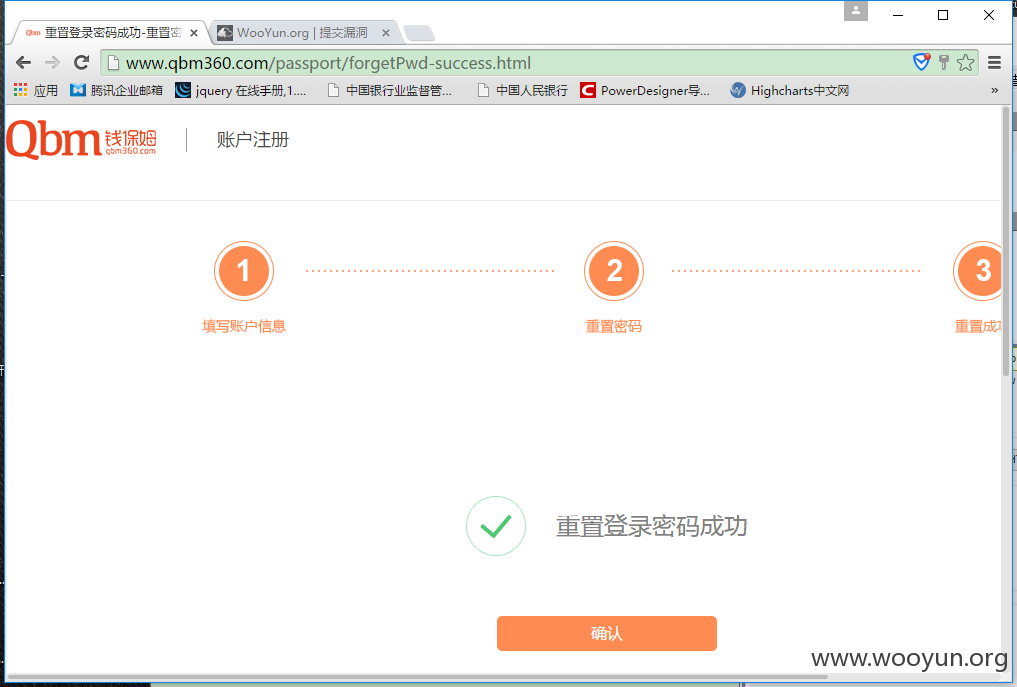 Qbm 重置登录密码成功-重置密
WooYun.org | 提交漏洞
www.qbm360.com/passport/forgetPwd-success.html
应用 腾讯企业邮箱 jquery 在线手册,1.... 中国银行业监督管... 中国人民银行 PowerDesigner导... Highcharts中文网 »
Qbm 钱保姆 qbm360.com 账户注册
1 2 3
填写账户信息 重置密码 重置成
重置登录密码成功
确认
www.wooyun.org